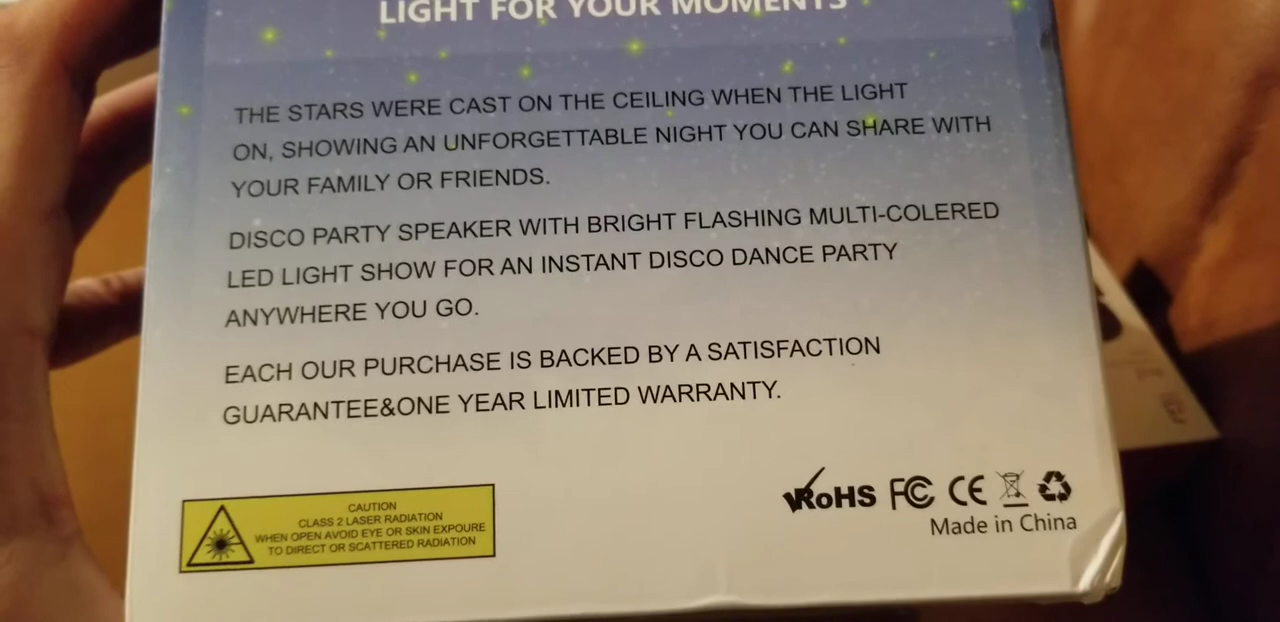 LIGHT FOR YOUR MOMENTS
THE STARS WERE CAST ON THE CEILING WHEN THE LIGHT
ON, SHOWING AN UNFORGETTABLE NIGHT YOU CAN SHARE WITH
YOUR FAMILY OR FRIENDS.
DISCO PARTY SPEAKER WITH BRIGHT FLASHING MULTI-COLERED
LED LIGHT SHOW FOR AN INSTANT DISCO DANCE PARTY
ANYWHERE YOU GO.
EACH OUR PURCHASE IS BACKED BY A SATISFACTION
GUARANTEE&ONE YEAR LIMITED WARRANTY.
CAUTION
CLASS 2 LASER RADIATION
WHEN OPEN AVOID EYE OR SKIN EXPOURE
TO DIRECT OR SCATTERED RADIATION
RoHS FC CE
Made in China